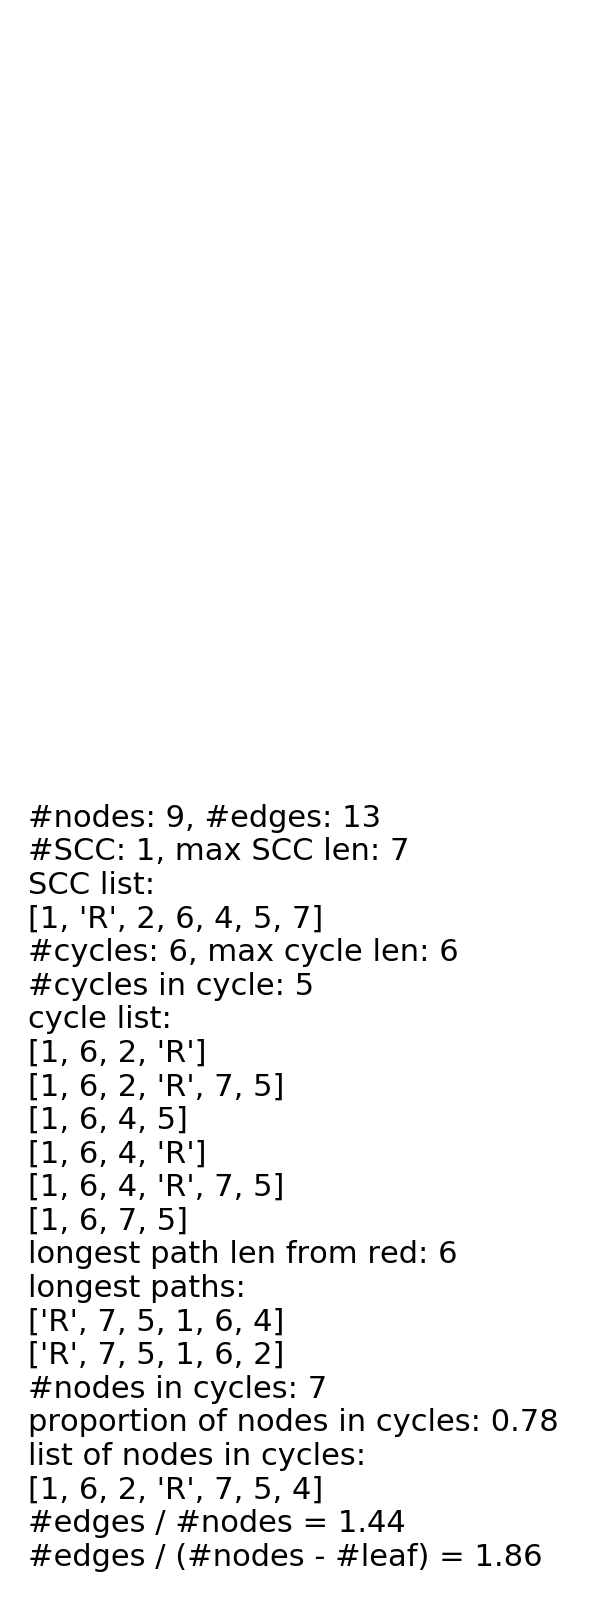 #nodes: 9, #edges: 13
#SCC: 1, max SCC len: 7
SCC list:
[1, 'R', 2, 6, 4, 5, 7]
#cycles: 6, max cycle len: 6
#cycles in cycle: 5
cycle list:
[1, 6, 2, 'R']
[1, 6, 2, 'R', 7, 5]
[1, 6, 4, 5]
[1, 6, 4, 'R']
[1, 6, 4, 'R', 7, 5]
[1, 6, 7, 5]
longest path len from red: 6
longest paths:
['R', 7, 5, 1, 6, 4]
['R', 7, 5, 1, 6, 2]
#nodes in cycles: 7
proportion of nodes in cycles: 0.78
list of nodes in cycles:
[1, 6, 2, 'R', 7, 5, 4]
#edges / #nodes = 1.44
#edges / (#nodes - #leaf) = 1.86